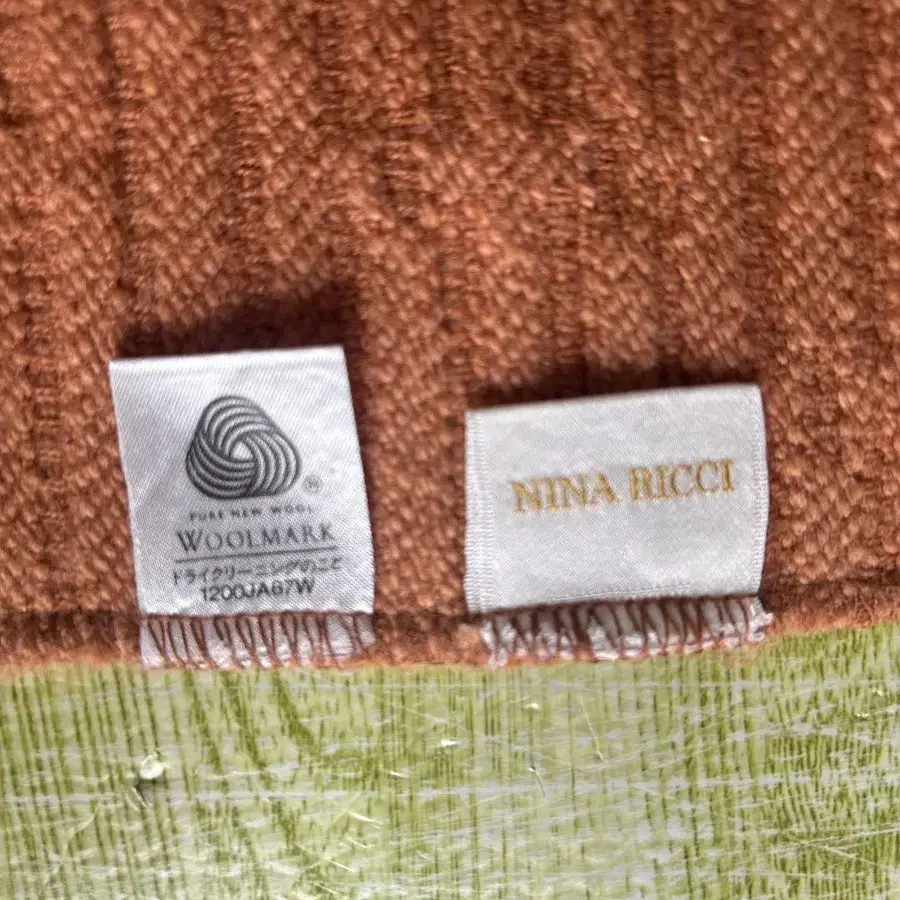 ®
PURE NEW WOOL
WOOLMARK
ドライクリーニングのこと
1200JA67W
NINA RICCI